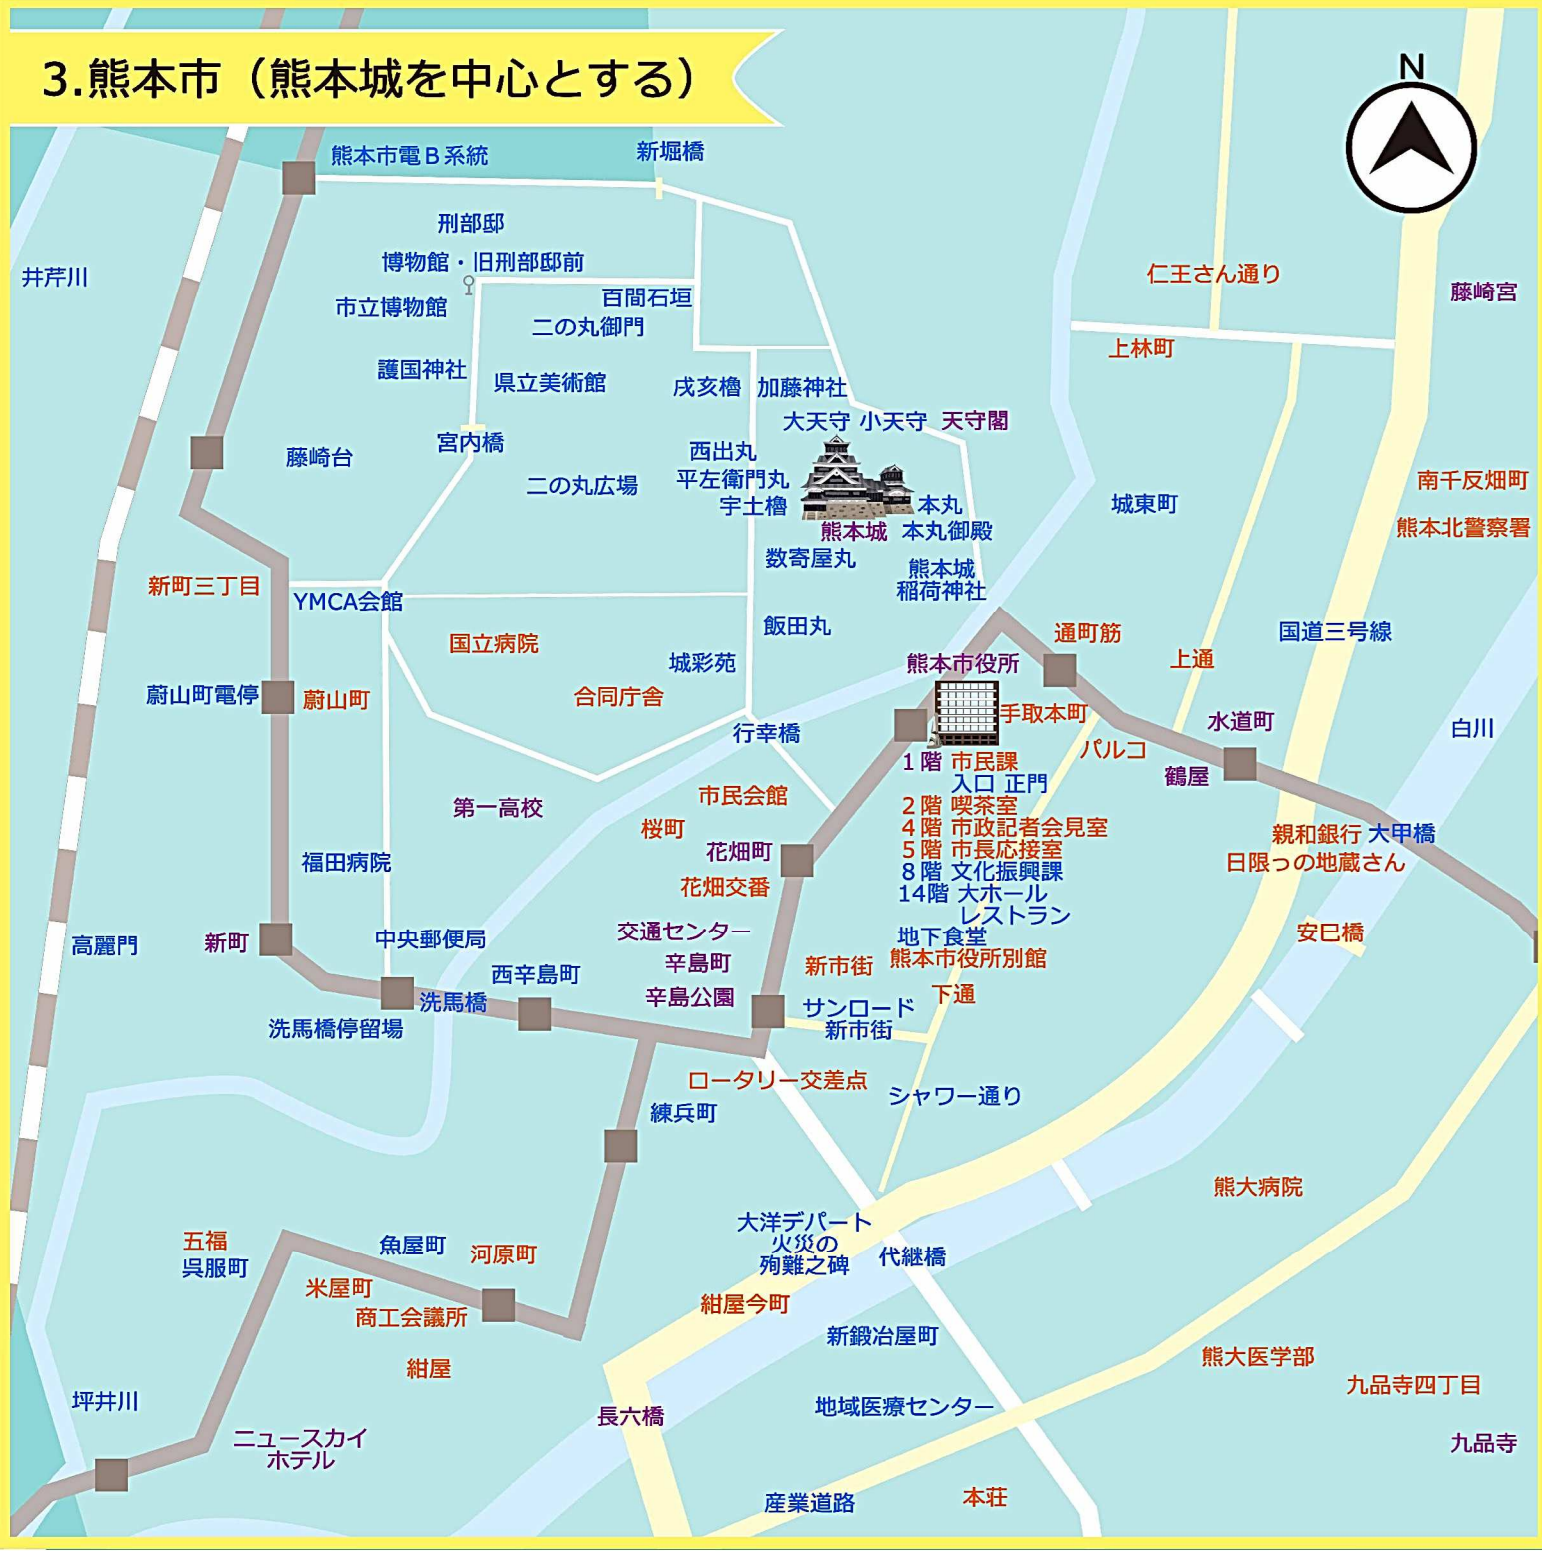 3.熊本市（熊本城を中心とする）
N
熊本市電B系統
新堀橋
刑部邸
博物館・旧刑部邸前
井芹川
仁王さん通り
藤崎宮
市立博物館
百間石垣
二の丸御門
上林町
護国神社
県立美術館
戌亥櫓
加藤神社
大天守
小天守
天守閣
藤崎台
宮内橋
西出丸
平左衛門丸
宇土櫓
二の丸広場
本丸
熊本城
本丸御殿
城東町
南千反畑町
熊本北警察署
数寄屋丸
熊本城
稲荷神社
新町三丁目
YMCA会館
飯田丸
国立病院
城彩苑
熊本市役所
通町筋
上通
国道三号線
蔚山町電停
蔚山町
合同庁舎
行幸橋
手取本町
パルコ
水道町
鶴屋
白川
1階 市民課
入口 正門
2階 喫茶室
4階 市政記者会見室
5階 市長応接室
8階 文化振興課
14階 大ホール
レストラン
地下食堂
熊本市役所別館
第一高校
市民会館
桜町
花畑町
花畑交番
親和銀行
大甲橋
日限っの地蔵さん
福田病院
新町
高麗門
中央郵便局
交通センター
辛島町
辛島公園
新市街
下通
安巳橋
西辛島町
洗馬橋
洗馬橋停留場
サンロード
新市街
ロータリー交差点
シャワー通り
練兵町
熊大病院
五福
呉服町
魚屋町
河原町
米屋町
商工会議所
紺屋
大洋デパート
火災の
殉難之碑
代継橋
紺屋今町
新鍛冶屋町
熊大医学部
九品寺四丁目
坪井川
ニュースカイ
ホテル
長六橋
地域医療センター
九品寺
産業道路
本荘